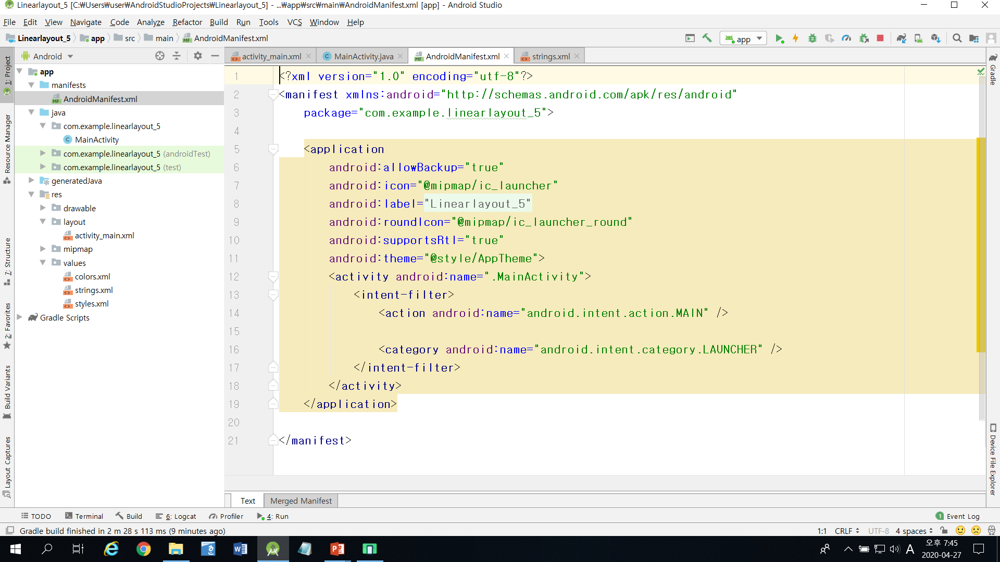 Linearlayout_5 [C:₩Users₩user₩AndroidStudioProjects₩Linearlayout_5] - ...₩app₩src₩main₩AndroidManifest.xml [app] - Android Studio
File Edit View Navigate Code Analyze Refactor Build Run Tools VCS Window Help
Linearlayout_5 app src main AndroidManifest.xml app
1: Project
Resource Manager
7: Structure
2: Favorites
Build Variants
Layout Captures
Android
app
manifests
AndroidManifest.xml
java
com.example.linearlayout_5
MainActivity
com.example.linearlayout_5 (androidTest)
com.example.linearlayout_5 (test)
generatedJava
res
drawable
layout
activity_main.xml
mipmap
values
colors.xml
strings.xml
styles.xml
Gradle Scripts
activity_main.xml MainActivity.java AndroidManifest.xml strings.xml
1 <?xml version="1.0" encoding="utf-8"?>
2 <manifest xmlns:android="http://schemas.android.com/apk/res/android"
3 package="com.example.linearlayout_5">
4
5 <application
6 android:allowBackup="true"
7 android:icon="@mipmap/ic_launcher"
8 android:label="Linearlayout_5"
9 android:roundIcon="@mipmap/ic_launcher_round"
10 android:supportsRtl="true"
11 android:theme="@style/AppTheme">
12 <activity android:name=".MainActivity">
13 <intent-filter>
14 <action android:name="android.intent.action.MAIN" />
15
16 <category android:name="android.intent.category.LAUNCHER" />
17 </intent-filter>
18 </activity>
19 </application>
20
21 </manifest>
Gradle
Device File Explorer
Text Merged Manifest
TODO Terminal Build 6: Logcat Profiler 4: Run 1 Event Log
Gradle build finished in 2 m 28 s 113 ms (9 minutes ago) 1:1 CRLF UTF-8 4 spaces
A 오후 7:45
2020-04-27